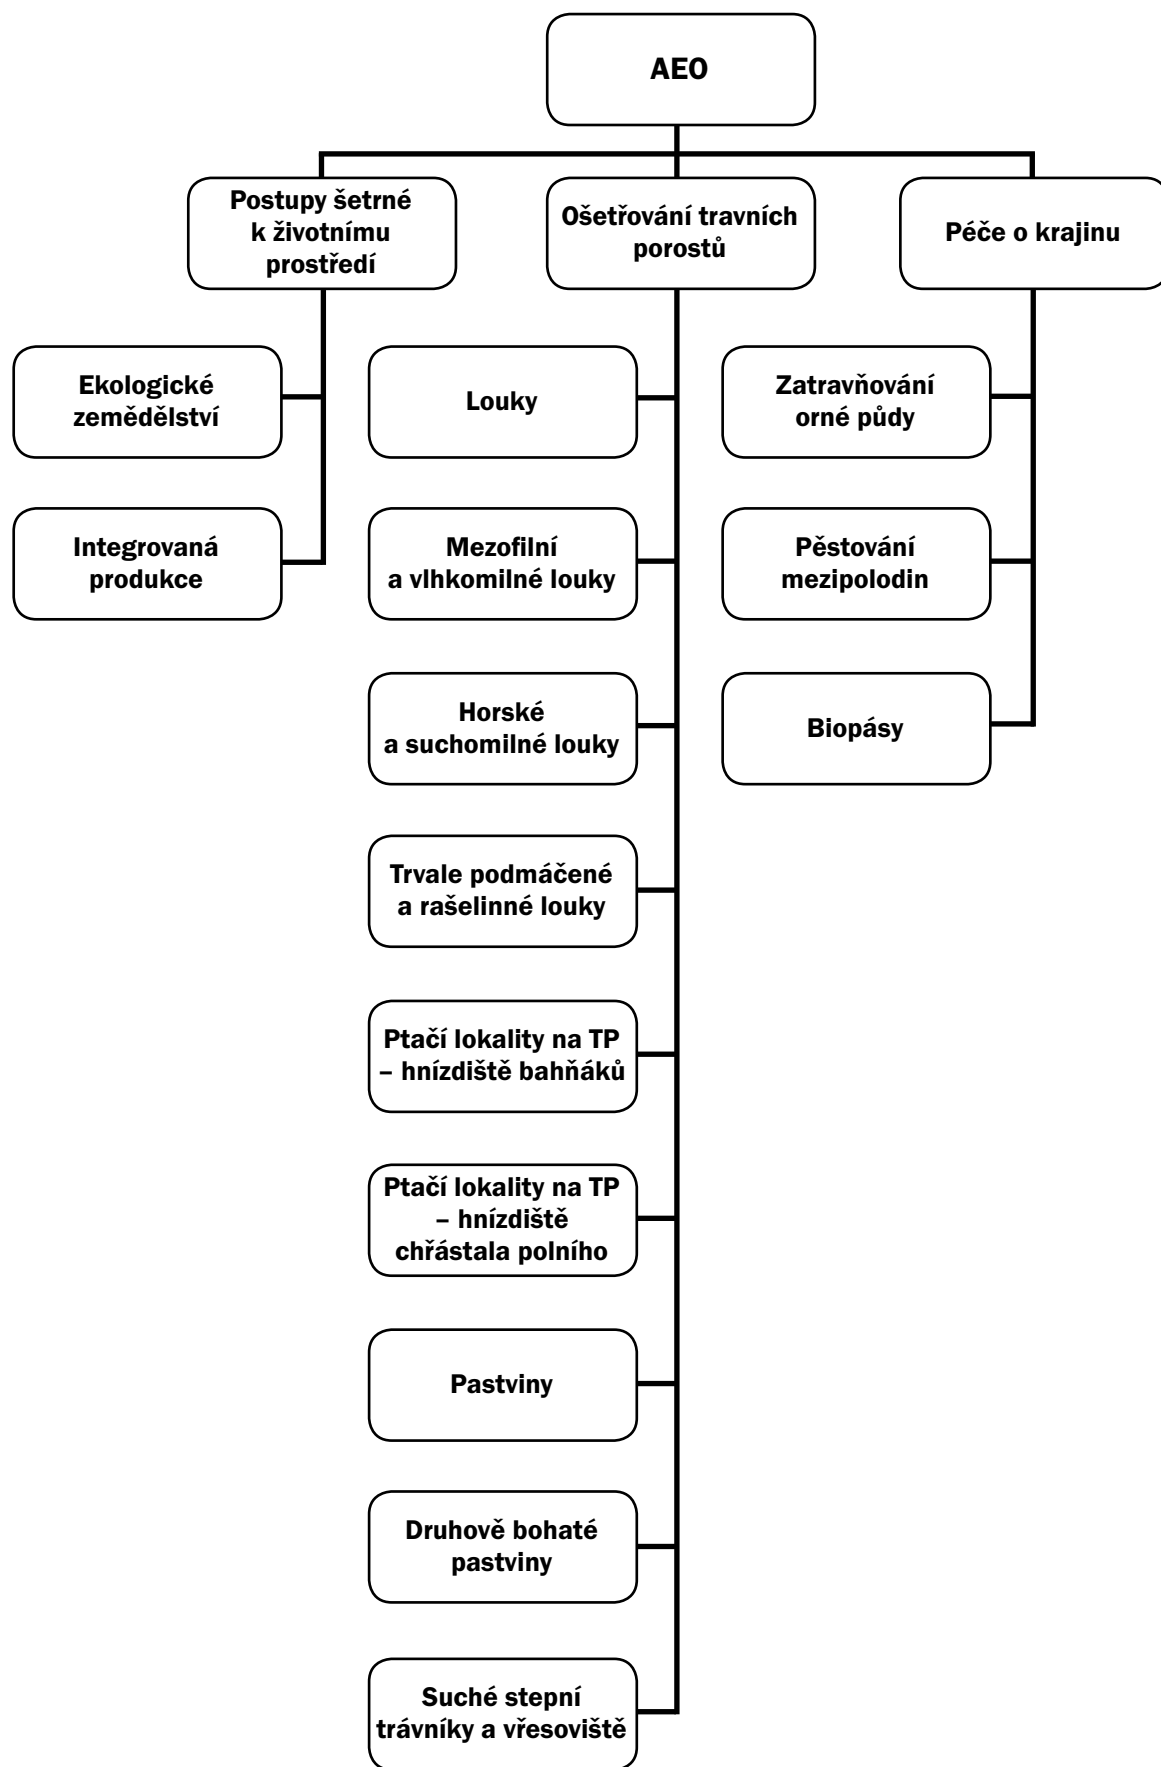 AEO
Postupy šetrné
k životnímu
prostředí
Ošetřování travních
porostů
Péče o krajinu
Ekologické
zemědělství
Integrovaná
produkce
Louky
Mezofilní
a vlhkomilné louky
Horské
a suchomilné louky
Trvale podmáčené
a rašelinné louky
Ptačí lokality na TP
– hnízdiště bahňáků
Ptačí lokality na TP
– hnízdiště
chřástala polního
Pastviny
Druhově bohaté
pastviny
Suché stepní
trávníky a vřesoviště
Zatravňování
orné půdy
Pěstování
mezipolodin
Biopásy